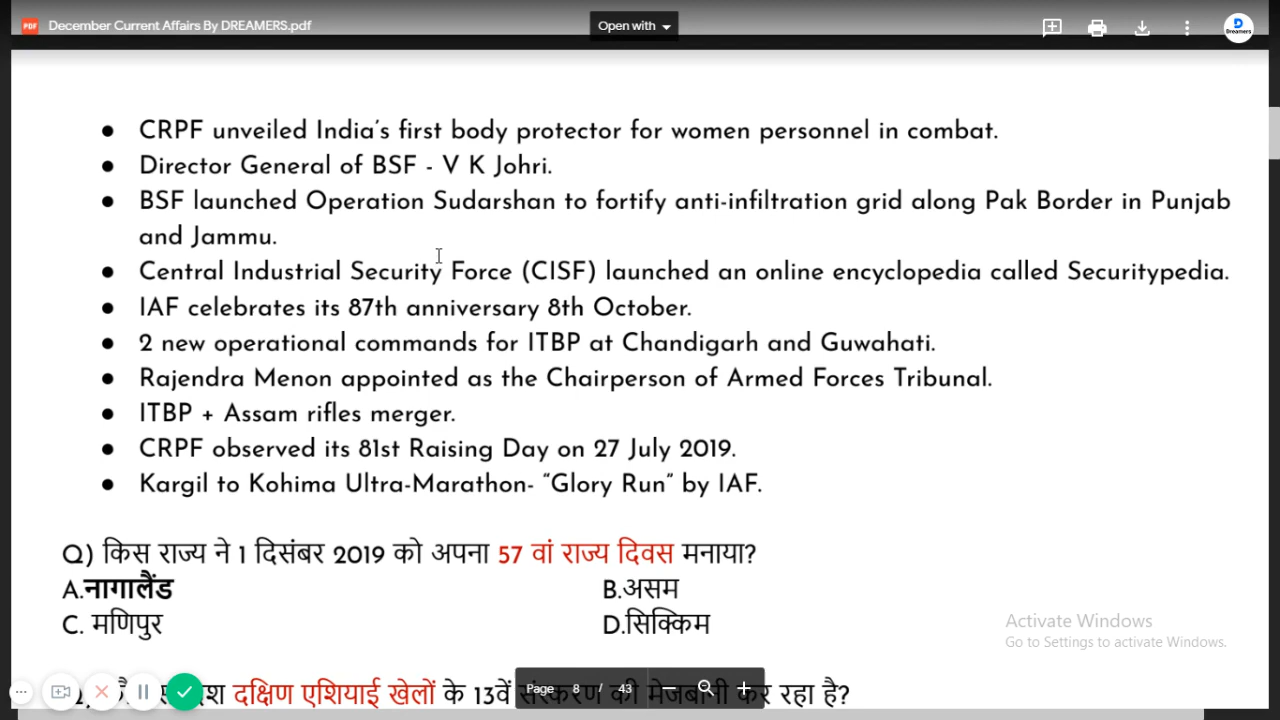 PDF December Current Affairs By DREAMERS.pdf
Open with
D
Dreamers
● CRPF unveiled India's first body protector for women personnel in combat.
● Director General of BSF - V K Johri.
● BSF launched Operation Sudarshan to fortify anti-infiltration grid along Pak Border in Punjab
and Jammu.
● Central Industrial Security Force (CISF) launched an online encyclopedia called Securitypedia.
● IAF celebrates its 87th anniversary 8th October.
● 2 new operational commands for ITBP at Chandigarh and Guwahati.
● Rajendra Menon appointed as the Chairperson of Armed Forces Tribunal.
● ITBP + Assam rifles merger.
● CRPF observed its 81st Raising Day on 27 July 2019.
● Kargil to Kohima Ultra-Marathon- “Glory Run” by IAF.
Q) किस राज्य ने 1 दिसंबर 2019 को अपना 57 वां राज्य दिवस मनाया?
A.नागालैंड B.असम
C. मणिपुर D.सिक्किम
Activate Windows
Go to Settings to activate Windows.
दक्षिण एशियाई खेलों के 13वें संस्करण की मेजबानी कर रहा है?
Page 8 / 43